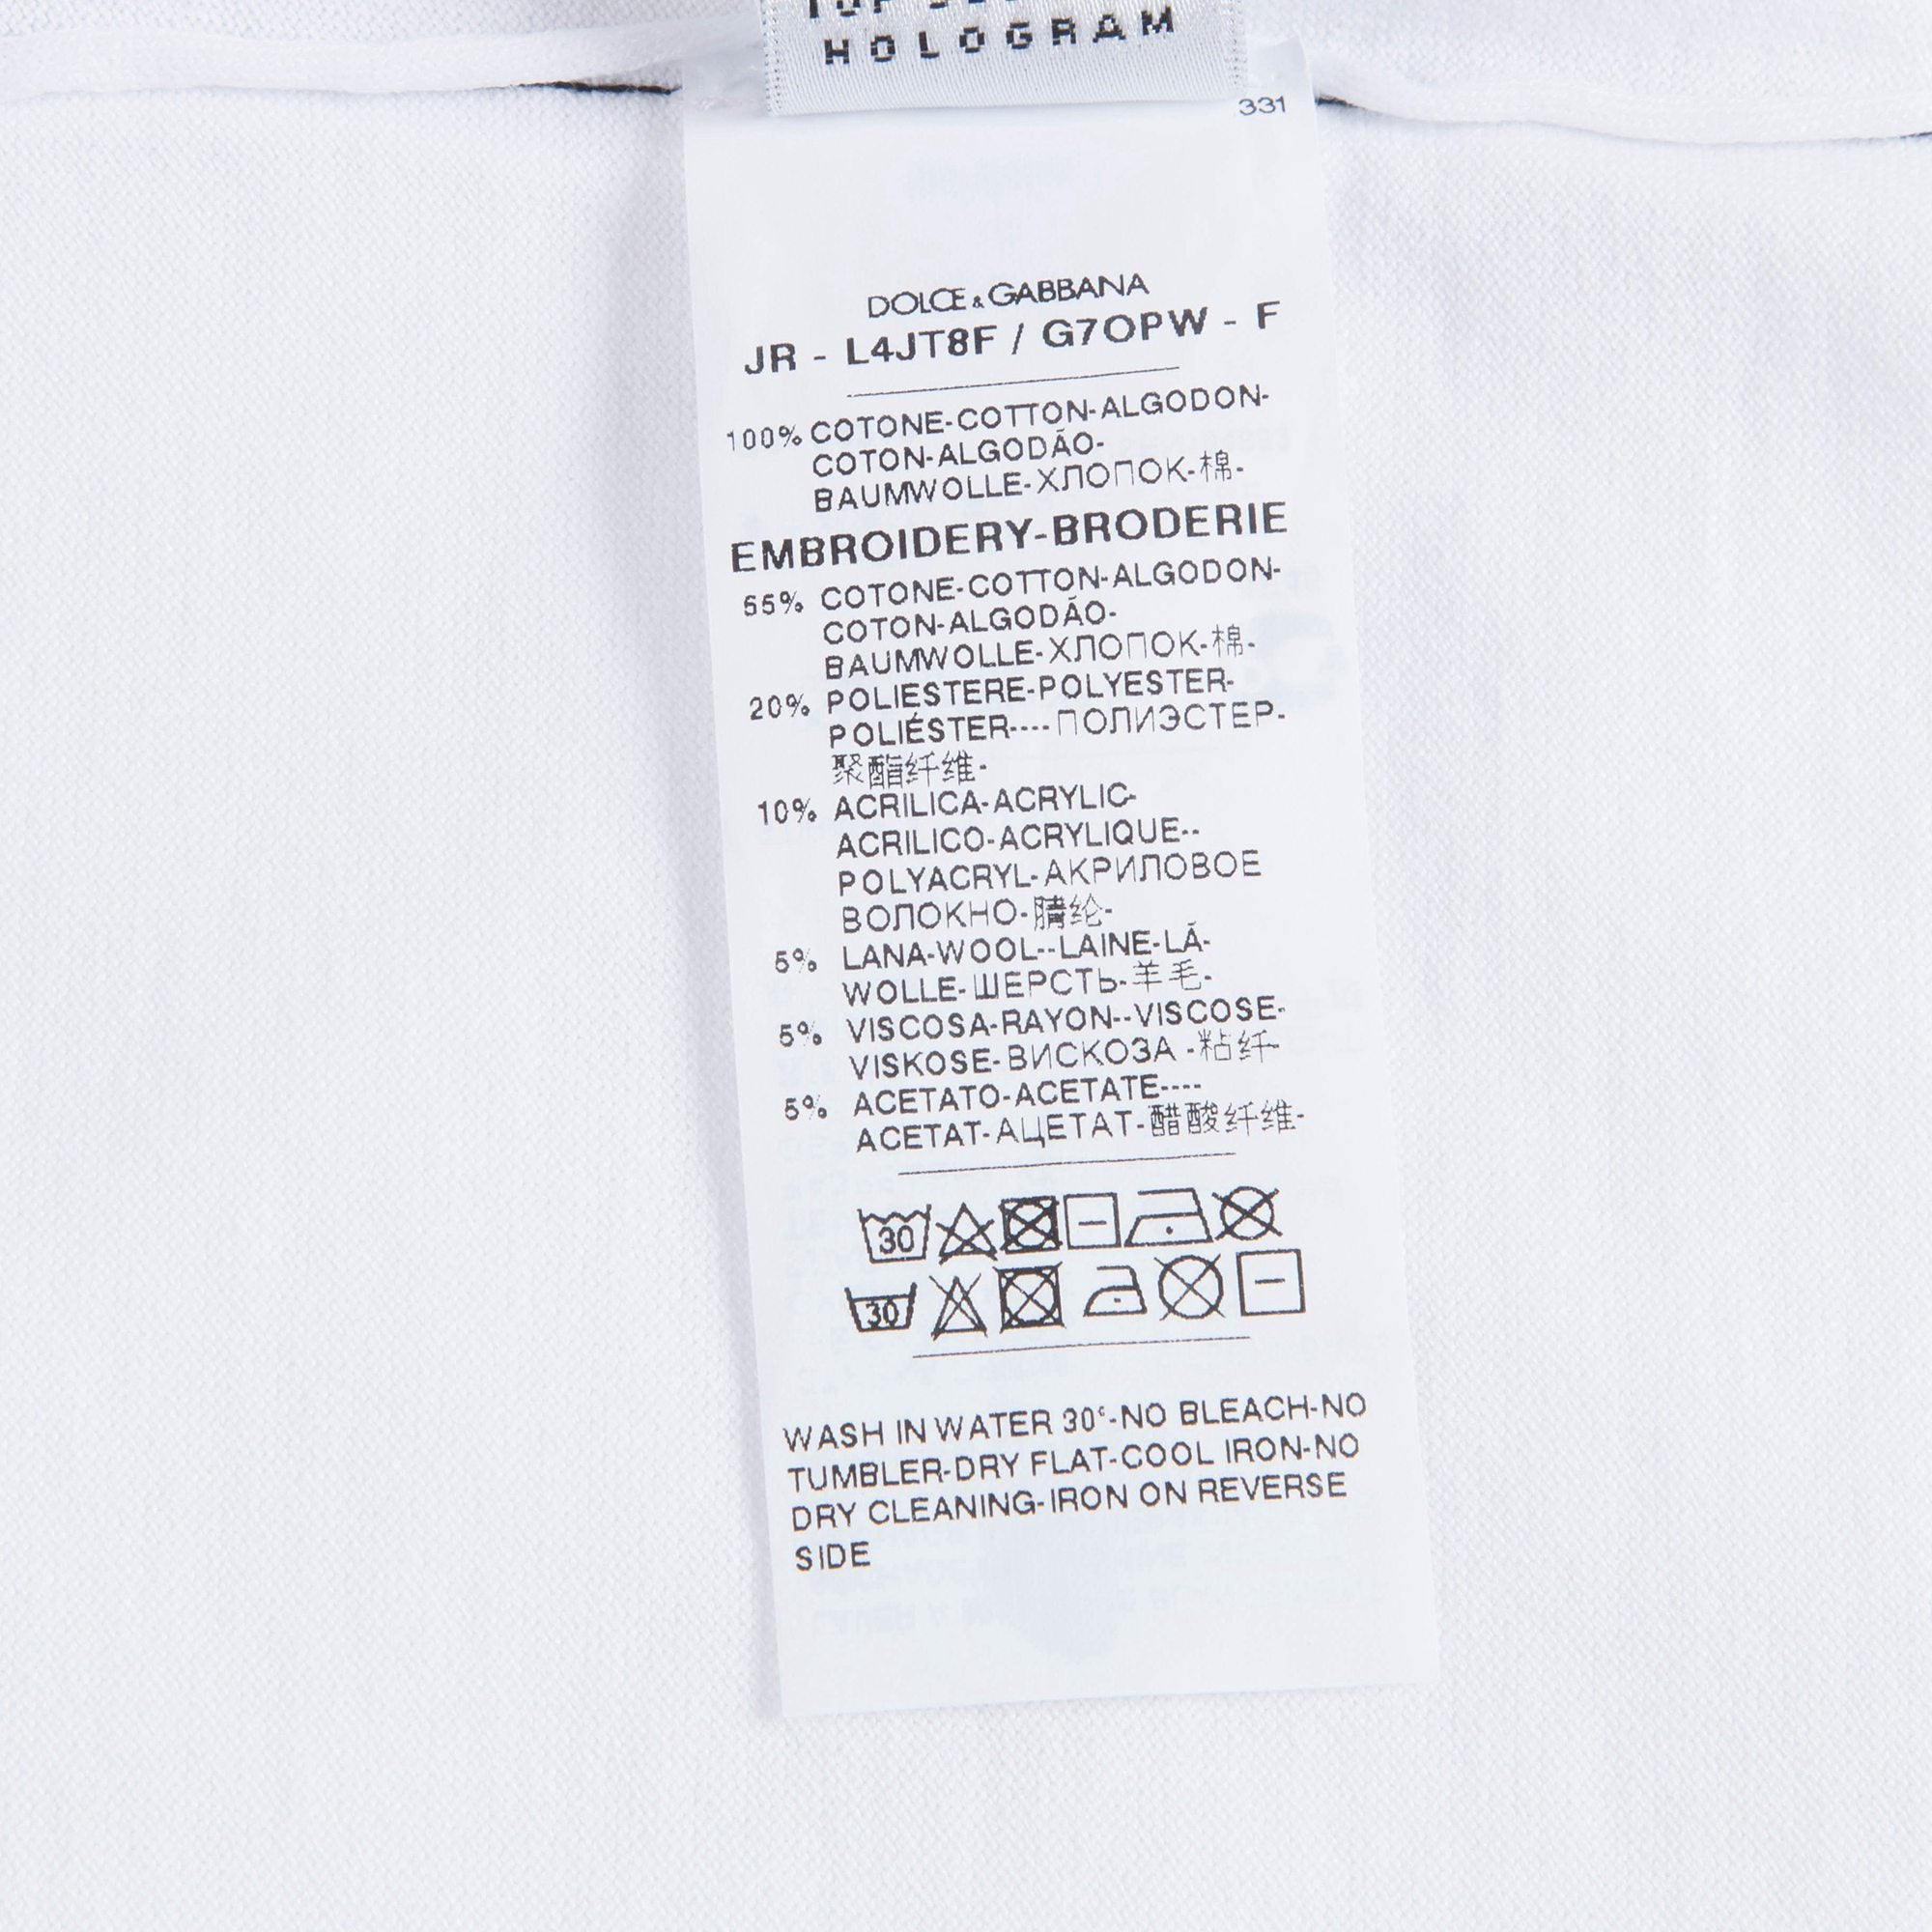 HOLOGRAM
331
DOLCE & GABBANA
JR - L4JT8F / G7OPW - F
100% COTONE-COTTON-ALGODON-
COTON-ALGODÃO-
BAUMWOLLE-ХЛОПОК-棉-
EMBROIDERY-BRODERIE
55% COTONE-COTTON-ALGODON-
COTON-ALGODÃO-
BAUMWOLLE-ХЛОПОК-棉-
20% POLIESTERE-POLYESTER-
POLIÉSTER----ПОЛИЭСТЕР-
聚酯纤维-
10% ACRILICA-ACRYLIC-
ACRILICO-ACRYLIQUE--
POLYACRYL-АКРИЛОВОЕ
ВОЛОКНО-腈纶-
5% LANA-WOOL--LAINE-LÃ-
WOLLE-ШЕРСТЬ-羊毛-
5% VISCOSA-RAYON--VISCOSE-
VISKOSE-ВИСКОЗА -粘纤-
5% ACETATO-ACETATE----
ACETAT-АЦЕТАТ-醋酸纤维-
30
30
WASH IN WATER 30°-NO BLEACH-NO
TUMBLER-DRY FLAT-COOL IRON-NO
DRY CLEANING-IRON ON REVERSE
SIDE